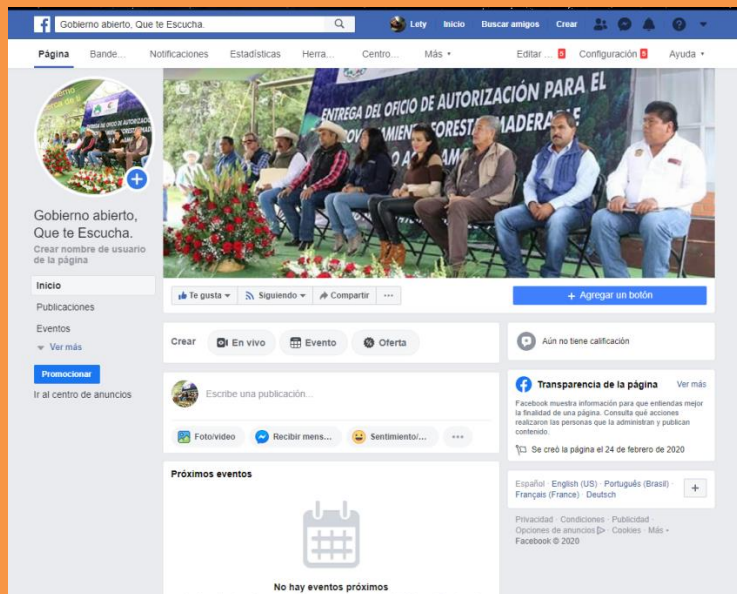 Gobierno abierto, Que te Escucha.
Lety Inicio Buscar amigos Crear
Página Bande... Notificaciones Estadísticas Herra... Centro... Más Editar ... 5 Configuración 5 Ayuda
ENTREGA DEL OFICIO DE AUTORIZACIÓN PARA EL
Gobierno abierto,
Que te Escucha.
Crear nombre de usuario
de la página
Inicio
Publicaciones
Eventos
Ver más
Promocionar
Ir al centro de anuncios
Te gusta Siguiendo Compartir ...
+ Agregar un botón
Crear En vivo Evento Oferta
Escribe una publicación...
Foto/video Recibir mens... Sentimiento/... ...
Próximos eventos
No hay eventos próximos
Aún no tiene calificación
Transparencia de la página Ver más
Facebook muestra información para que entiendas mejor
la finalidad de una página. Consulta qué acciones
realizaron las personas que la administran y publican
contenido.
Se creó la página el 24 de febrero de 2020
Español · English (US) · Português (Brasil) ·
Français (France) · Deutsch
+
Privacidad · Condiciones · Publicidad ·
Opciones de anuncios · Cookies · Más
Facebook © 2020